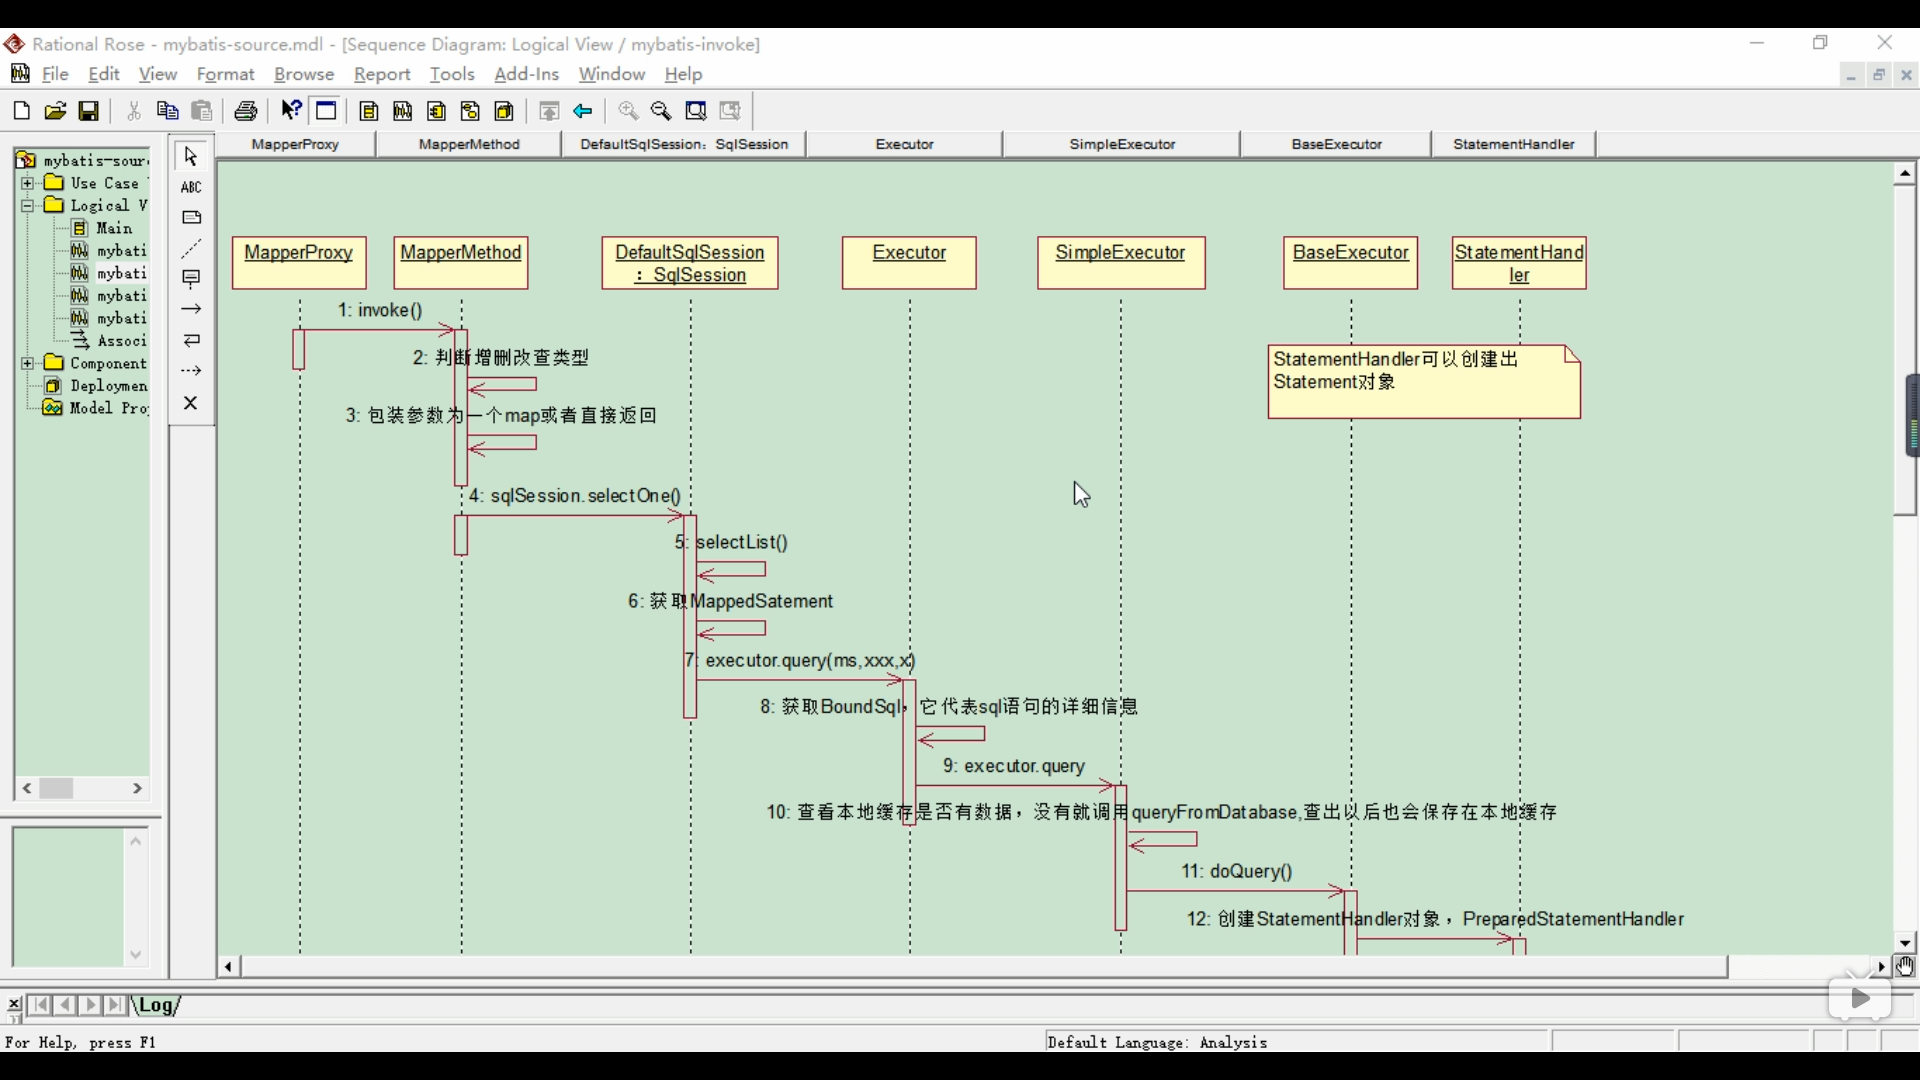 Rational Rose - mybatis-source.mdl - [Sequence Diagram: Logical View / mybatis-invoke]
File Edit View Format Browse Report Tools Add-Ins Window Help
MapperProxy MapperMethod DefaultSqlSession: SqlSession Executor SimpleExecutor BaseExecutor StatementHandler
mybatis-sour
Use Case
Logical V
Main
mybati
mybati
mybati
mybati
Associ
Component
Deploymen
Model Pro
ABC
MapperProxy
MapperMethod
DefaultSqlSession
: SqlSession
Executor
SimpleExecutor
BaseExecutor
StatementHand
ler
1: invoke()
2: 判断增删改查类型
StatementHandler可以创建出
Statement对象
3: 包装参数为一个map或者直接返回
4: sqlSession.selectOne()
5: selectList()
6: 获取MappedSatement
7: executor.query(ms,xxx,x)
8: 获取BoundSql，它代表sql语句的详细信息
9: executor.query
10: 查看本地缓存是否有数据，没有就调用queryFromDatabase,查出以后也会保存在本地缓存
11: doQuery()
12: 创建StatementHandler对象，PreparedStatementHandler
Log
For Help, press F1
Default Language: Analysis